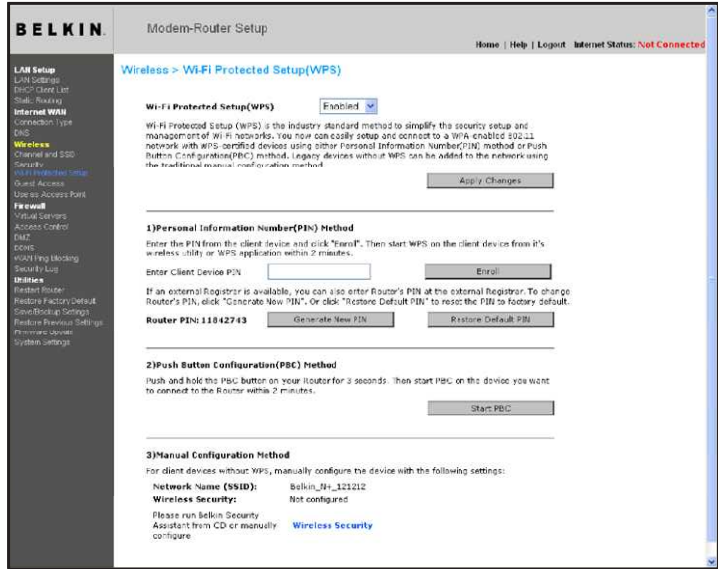 BELKIN.
Modem-Router Setup
Home | Help | Logout Internet Status: Not Connected
LAN Setup
LAN Settings
DHCP Client List
Static Routing
Internet WAN
Connection Type
DNS
Wireless
Channel and SSID
Security
Wi-Fi Protected Setup
Guest Access
Use as Access Point
Firewall
Virtual Servers
Access Control
DMZ
DDNS
WAN Ping Blocking
Security Log
Utilities
Restart Router
Restore Factory Default
Save/Backup Settings
Restore Previous Settings
Firmware Update
System Settings
Wireless > Wi-Fi Protected Setup(WPS)
Wi-Fi Protected Setup(WPS) Enabled
Wi-Fi Protected Setup (WPS) is the industry standard method to simplify the security setup and
management of Wi-Fi networks. You now can easily setup and connect to a WPA-enabled 802.11
network with WPS-certified devices using either Personal Information Number(PIN) method or Push
Button Configuration(PBC) method. Legacy devices without WPS can be added to the network using
the traditional manual configuration method.
Apply Changes
1)Personal Information Number(PIN) Method
Enter the PIN from the client device and click "Enroll". Then start WPS on the client device from it's
wireless utility or WPS application within 2 minutes.
Enter Client Device PIN Enroll
If an external Registrar is available, you can also enter Router's PIN at the external Registrar. To change
Router's PIN, click "Generate New PIN". Or click "Restore Default PIN" to reset the PIN to factory default.
Router PIN: 11842743 Generate New PIN Restore Default PIN
2)Push Button Configuration(PBC) Method
Push and hold the PBC button on your Router for 3 seconds. Then start PBC on the device you want
to connect to the Router within 2 minutes.
Start PBC
3)Manual Configuration Method
For client devices without WPS, manually configure the device with the following settings:
Network Name (SSID): Belkin_N+_121212
Wireless Security: Not configured
Please run Belkin Security
Assistant from CD or manually Wireless Security
configure